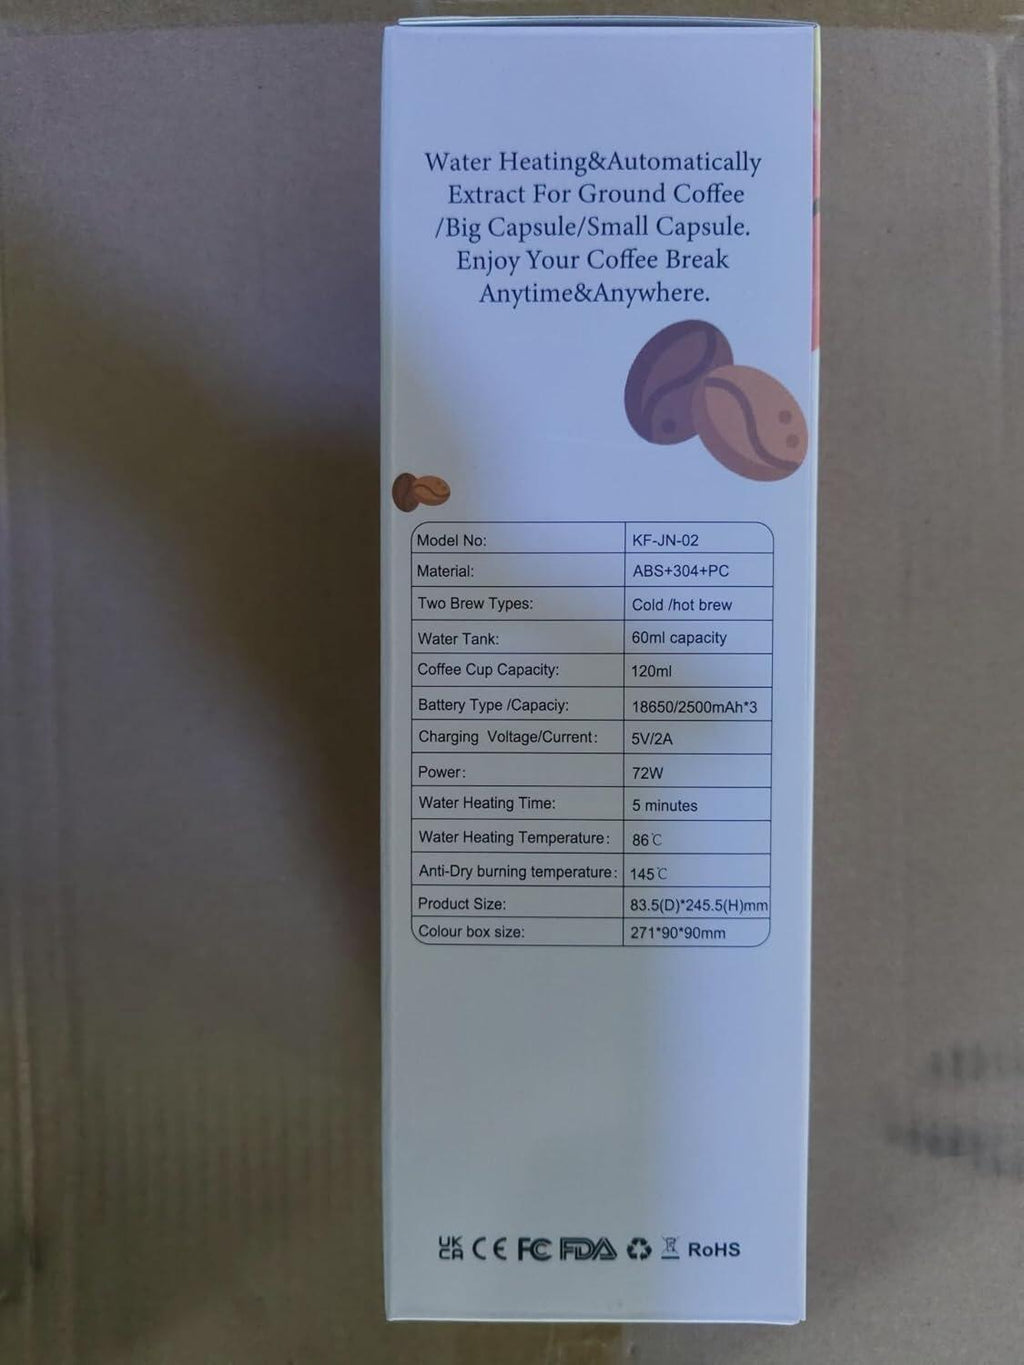 Water Heating&Automatically
Extract For Ground Coffee
/Big Capsule/Small Capsule.
Enjoy Your Coffee Break
Anytime&Anywhere.
Model No: KF-JN-02
Material: ABS+304+PC
Two Brew Types: Cold /hot brew
Water Tank: 60ml capacity
Coffee Cup Capacity: 120ml
Battery Type /Capaciy: 18650/2500mAh*3
Charging Voltage/Current: 5V/2A
Power: 72W
Water Heating Time: 5 minutes
Water Heating Temperature: 86℃
Anti-Dry burning temperature: 145℃
Product Size: 83.5(D)*245.5(H)mm
Colour box size: 271*90*90mm
UK CA CE FC FDA RoHS